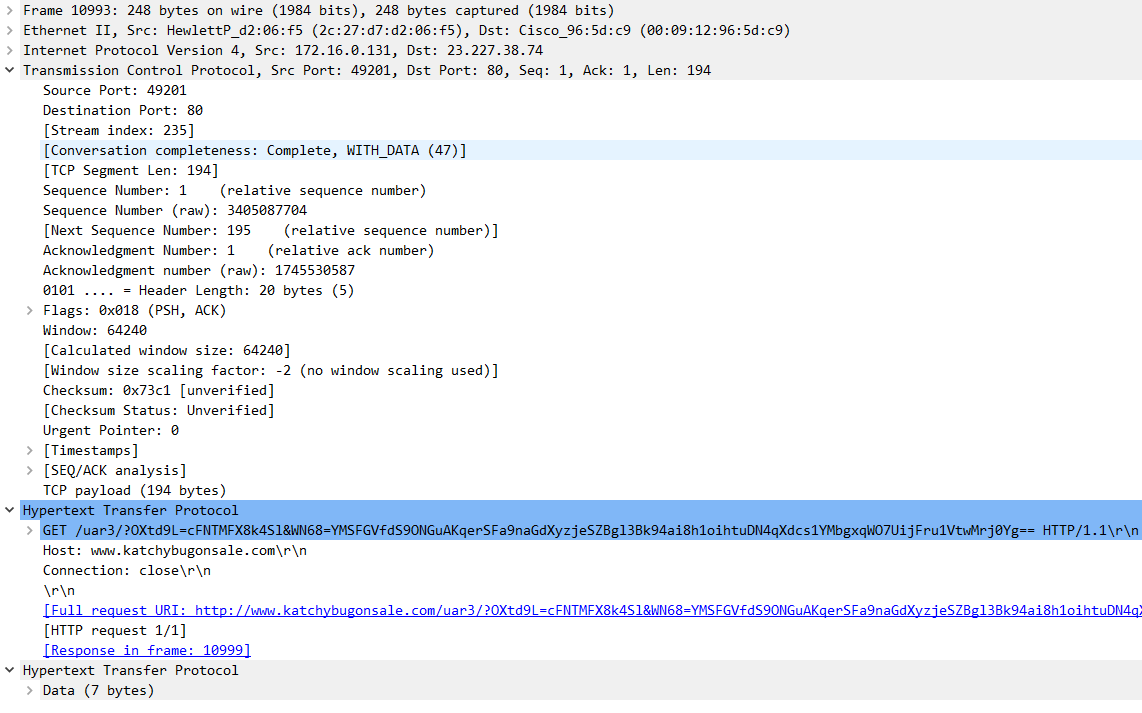 Frame 10993: 248 bytes on wire (1984 bits), 248 bytes captured (1984 bits)
Ethernet II, Src: HewlettP_d2:06:f5 (2c:27:d7:d2:06:f5), Dst: Cisco_96:5d:c9 (00:09:12:96:5d:c9)
Internet Protocol Version 4, Src: 172.16.0.131, Dst: 23.227.38.74
Transmission Control Protocol, Src Port: 49201, Dst Port: 80, Seq: 1, Ack: 1, Len: 194
Source Port: 49201
Destination Port: 80
[Stream index: 235]
[Conversation completeness: Complete, WITH_DATA (47)]
[TCP Segment Len: 194]
Sequence Number: 1    (relative sequence number)
Sequence Number (raw): 3405087704
[Next Sequence Number: 195    (relative sequence number)]
Acknowledgment Number: 1    (relative ack number)
Acknowledgment number (raw): 1745530587
0101 .... = Header Length: 20 bytes (5)
Flags: 0x018 (PSH, ACK)
Window: 64240
[Calculated window size: 64240]
[Window size scaling factor: -2 (no window scaling used)]
Checksum: 0x73c1 [unverified]
[Checksum Status: Unverified]
Urgent Pointer: 0
[Timestamps]
[SEQ/ACK analysis]
TCP payload (194 bytes)
Hypertext Transfer Protocol
GET /uar3/?OXtd9L=cFNTMFX8k4Sl&WN68=YMSFGVfdS9ONGuAKqerSFa9naGdXyzjeSZBgl3Bk94ai8h1oihtuDN4qXdcs1YMbgxqWO7UijFru1VtwMrj0Yg== HTTP/1.1\r\n
Host: www.katchybugonsale.com\r\n
Connection: close\r\n
\r\n
[Full request URI: http://www.katchybugonsale.com/uar3/?OXtd9L=cFNTMFX8k4Sl&WN68=YMSFGVfdS9ONGuAKqerSFa9naGdXyzjeSZBgl3Bk94ai8h1oihtuDN4qX
[HTTP request 1/1]
[Response in frame: 10999]
Hypertext Transfer Protocol
Data (7 bytes)